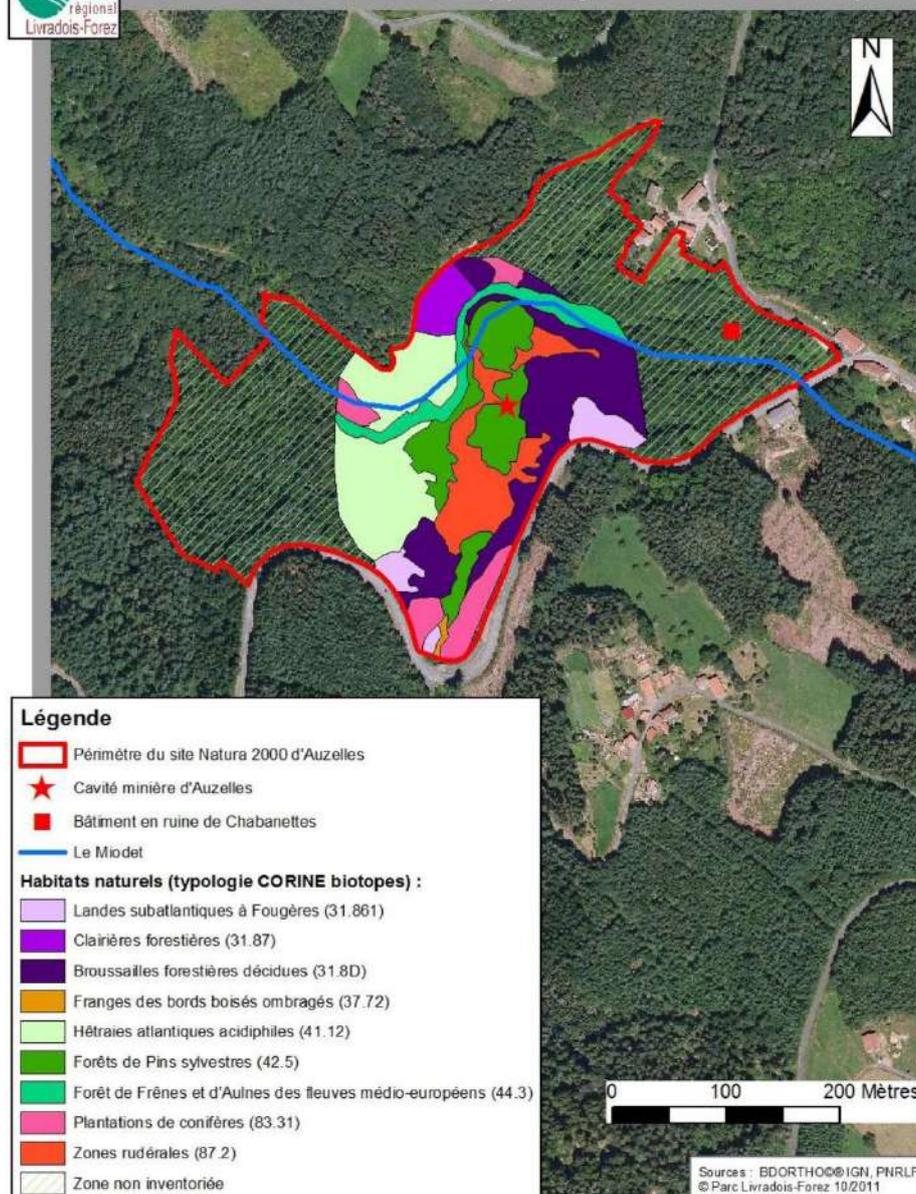 régional
Livradois-Forez
N
Légende
Périmètre du site Natura 2000 d'Auzelles
Cavité minière d'Auzelles
Bâtiment en ruine de Chabanettes
Le Miodet
Habitats naturels (typologie CORINE biotopes) :
Landes subatlantiques à Fougères (31.861)
Clairières forestières (31.87)
Broussailles forestières décidues (31.8D)
Franges des bords boisés ombragés (37.72)
Hêtraies atlantiques acidiphiles (41.12)
Forêts de Pins sylvestres (42.5)
Forêt de Frênes et d'Aulnes des fleuves médio-européens (44.3)
Plantations de conifères (83.31)
Zones rudérales (87.2)
Zone non inventoriée
0 100 200 Mètres
Sources : BDORTHO©®IGN, PNRLF
© Parc Livradois-Forez 10/2011